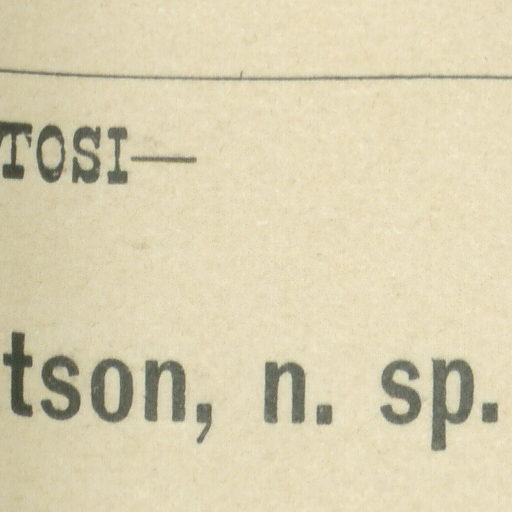 TOSI—
tson, n. sp.